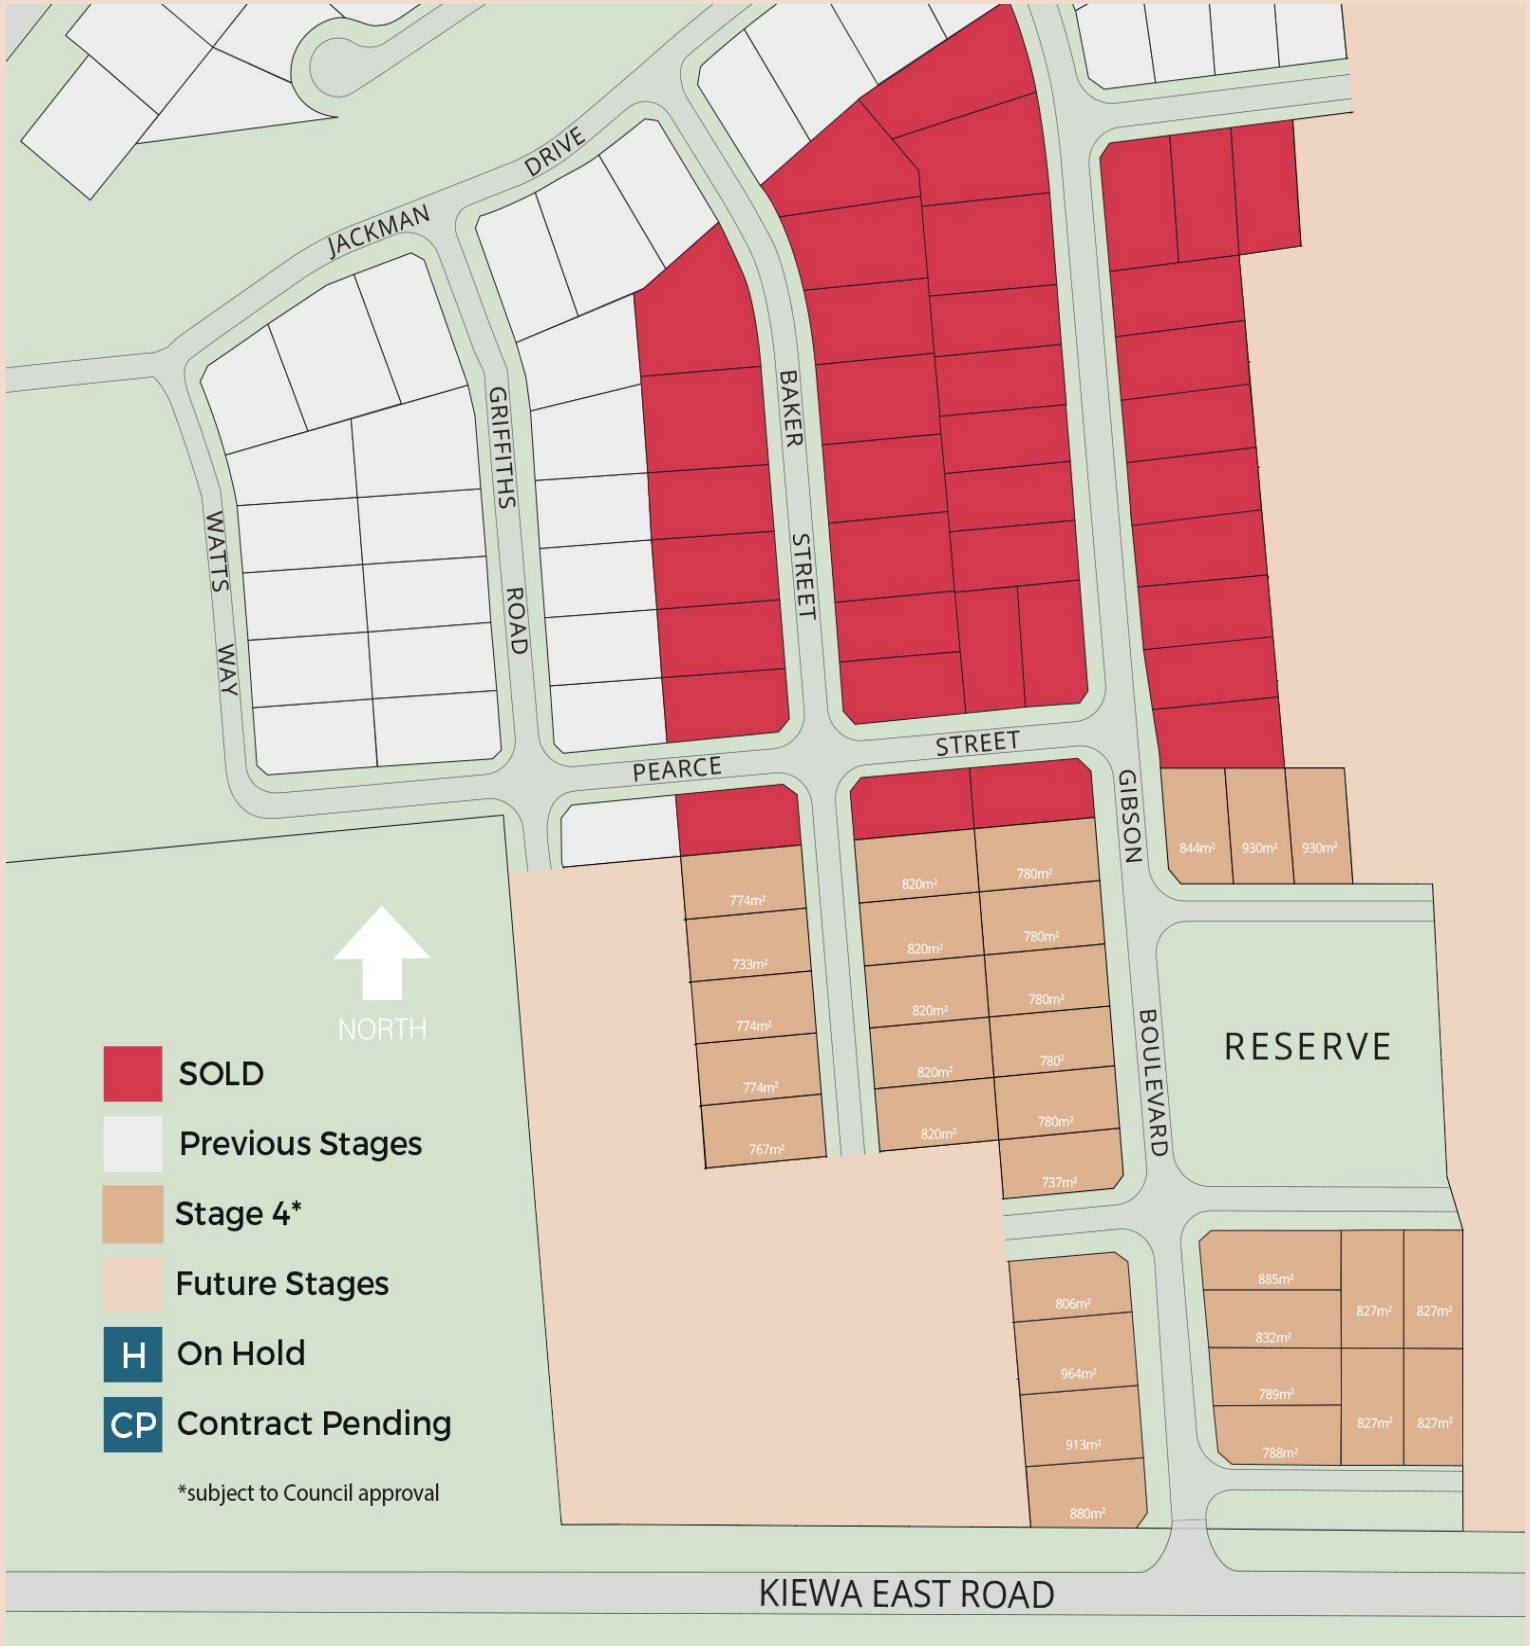 JACKMAN
DRIVE
WATTS
WAY
GRIFFITHS
ROAD
BAKER
STREET
PEARCE
STREET
GIBSON
BOULEVARD
844m²
930m²
930m²
774m²
733m²
774m²
774m²
767m²
820m²
820m²
820m²
820m²
820m²
780m²
780m²
780m²
780²
780m²
737m²
RESERVE
806m²
964m²
913m²
880m²
885m²
832m²
789m²
788m²
827m²
827m²
827m²
827m²
NORTH
SOLD
Previous Stages
Stage 4*
Future Stages
H On Hold
CP Contract Pending
*subject to Council approval
KIEWA EAST ROAD